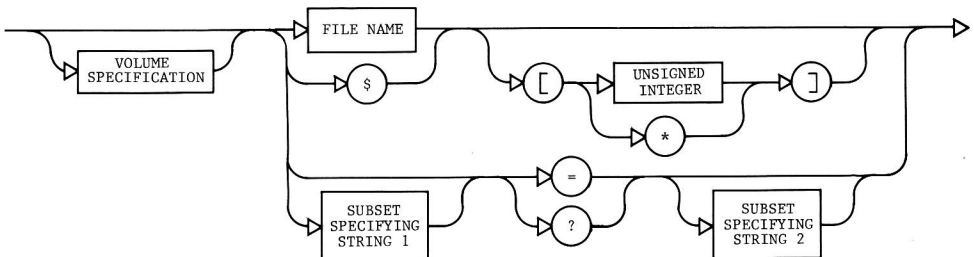 FILE NAME
VOLUME
SPECIFICATION
$
[
UNSIGNED
INTEGER
]
*
=
SUBSET
SPECIFYING
STRING 1
?
SUBSET
SPECIFYING
STRING 2